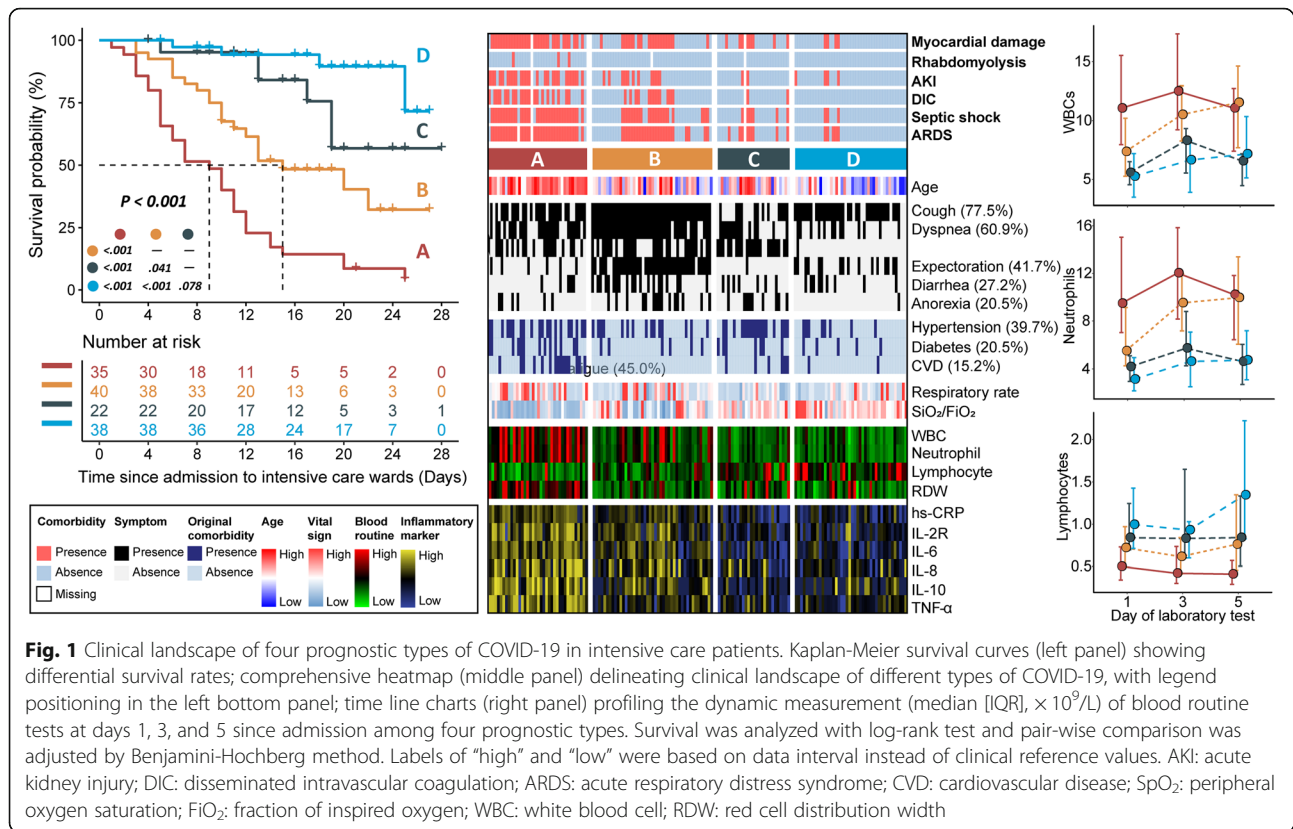 100
75
50
25
0
Survival probability (%)
D
C
B
A
P < 0.001
<.001 — —
<.001 .041 —
<.001 <.001 .078
0 4 8 12 16 20 24 28
Number at risk
35 30 18 11 5 5 2 0
40 38 33 20 13 6 3 0
22 22 20 17 12 5 3 1
38 38 36 28 24 17 7 0
0 4 8 12 16 20 24 28
Time since admission to intensive care wards (Days)
Comorbidity
Presence
Absence
Missing
Symptom
Presence
Absence
Original
comorbidity
Presence
Absence
Age
High
Low
Vital
sign
High
Low
Blood
routine
High
Low
Inflammatory
marker
High
Low
Myocardial damage
Rhabdomyolysis
AKI
DIC
Septic shock
ARDS
A B C D
Age
Cough (77.5%)
Dyspnea (60.9%)
Expectoration (41.7%)
Diarrhea (27.2%)
Anorexia (20.5%)
Hypertension (39.7%)
Diabetes (20.5%)
CVD (15.2%)
(45.0%)
Respiratory rate
SiO₂/FiO₂
WBC
Neutrophil
Lymphocyte
RDW
hs-CRP
IL-2R
IL-6
IL-8
IL-10
TNF-α
WBCs
15
10
5
Neutrophils
12
8
4
Lymphocytes
2.0
1.5
1.0
0.5
1 3 5
Day of laboratory test
Fig. 1 Clinical landscape of four prognostic types of COVID-19 in intensive care patients. Kaplan-Meier survival curves (left panel) showing
differential survival rates; comprehensive heatmap (middle panel) delineating clinical landscape of different types of COVID-19, with legend
positioning in the left bottom panel; time line charts (right panel) profiling the dynamic measurement (median [IQR], × 10⁹/L) of blood routine
tests at days 1, 3, and 5 since admission among four prognostic types. Survival was analyzed with log-rank test and pair-wise comparison was
adjusted by Benjamini-Hochberg method. Labels of “high” and “low” were based on data interval instead of clinical reference values. AKI: acute
kidney injury; DIC: disseminated intravascular coagulation; ARDS: acute respiratory distress syndrome; CVD: cardiovascular disease; SpO₂: peripheral
oxygen saturation; FiO₂: fraction of inspired oxygen; WBC: white blood cell; RDW: red cell distribution width